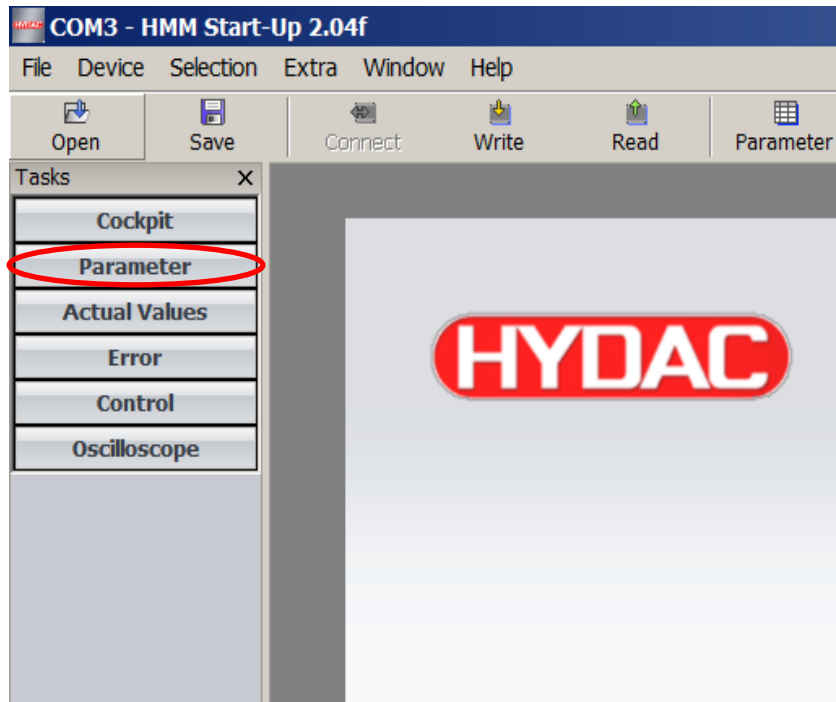 COM3 - HMM Start-Up 2.04f
File Device Selection Extra Window Help
Open Save Connect Write Read Parameter
Tasks X
Cockpit
Parameter
Actual Values
Error
Control
Oscilloscope
HYDAC